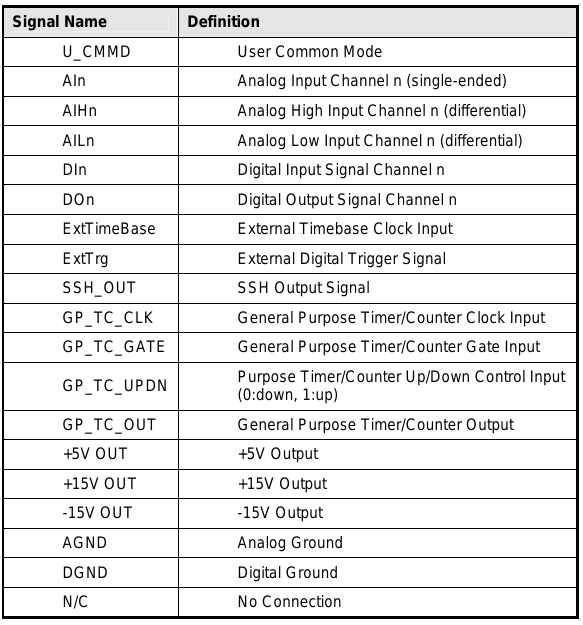 Signal Name Definition
U_CMMD User Common Mode
AIn Analog Input Channel n (single-ended)
AIHn Analog High Input Channel n (differential)
AILn Analog Low Input Channel n (differential)
DIn Digital Input Signal Channel n
DOn Digital Output Signal Channel n
ExtTimeBase External Timebase Clock Input
ExtTrg External Digital Trigger Signal
SSH_OUT SSH Output Signal
GP_TC_CLK General Purpose Timer/Counter Clock Input
GP_TC_GATE General Purpose Timer/Counter Gate Input
GP_TC_UPDN Purpose Timer/Counter Up/Down Control Input
(0:down, 1:up)
GP_TC_OUT General Purpose Timer/Counter Output
+5V OUT +5V Output
+15V OUT +15V Output
-15V OUT -15V Output
AGND Analog Ground
DGND Digital Ground
N/C No Connection